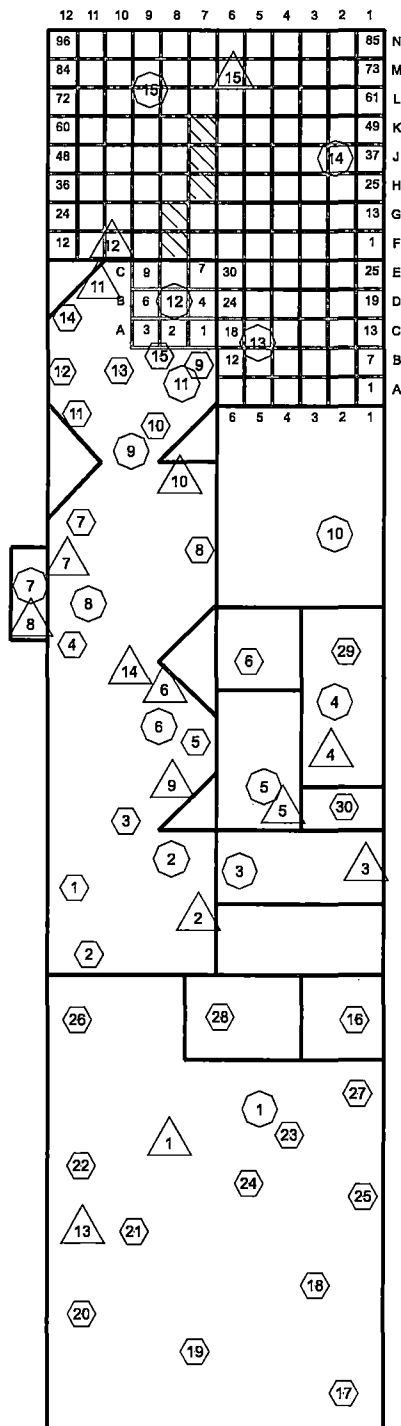 12 11 10 9 8 7 6 5 4 3 2 1
96 85 N
84 15 73 M
72 15 61 L
60 49 K
48 14 37 J
36 25 H
24 13 G
12 12 1 F
11 C 9 7 30 25 E
B 6 12 4 24 19 D
14 A 3 2 1 18 13 13 C
15 12 7 B
12 13 11 9 1 A
11 10 6 5 4 3 2 1
9
10
7 10
7 8
7 8
8
4 6 29
14 6 4
6 5 4
9 5 5 30
3
2 3 3
1
2
2
26 28 16
27
1
1 23
22 24 25
13 21
18
20
19
17